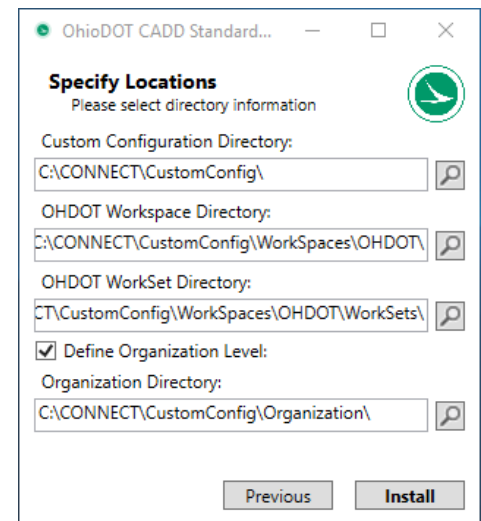 OhioDOT CADD Standard...
Specify Locations
Please select directory information
Custom Configuration Directory:
C:\CONNECT\CustomConfig\
OHDOT Workspace Directory:
C:\CONNECT\CustomConfig\WorkSpaces\OHDOT\
OHDOT WorkSet Directory:
CT\CustomConfig\WorkSpaces\OHDOT\WorkSets\
Define Organization Level:
Organization Directory:
C:\CONNECT\CustomConfig\Organization\
Previous Install